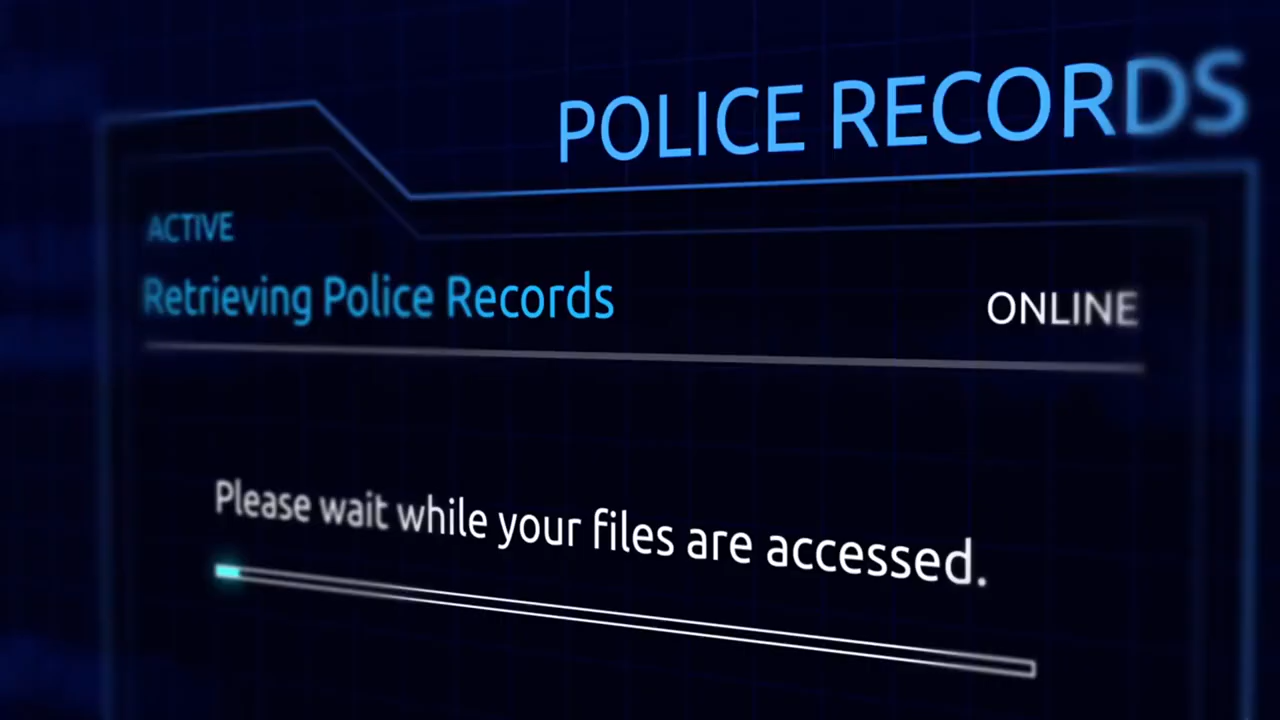 POLICE RECORDS
ACTIVE
Retrieving Police Records
ONLINE
Please wait while your files are accessed.